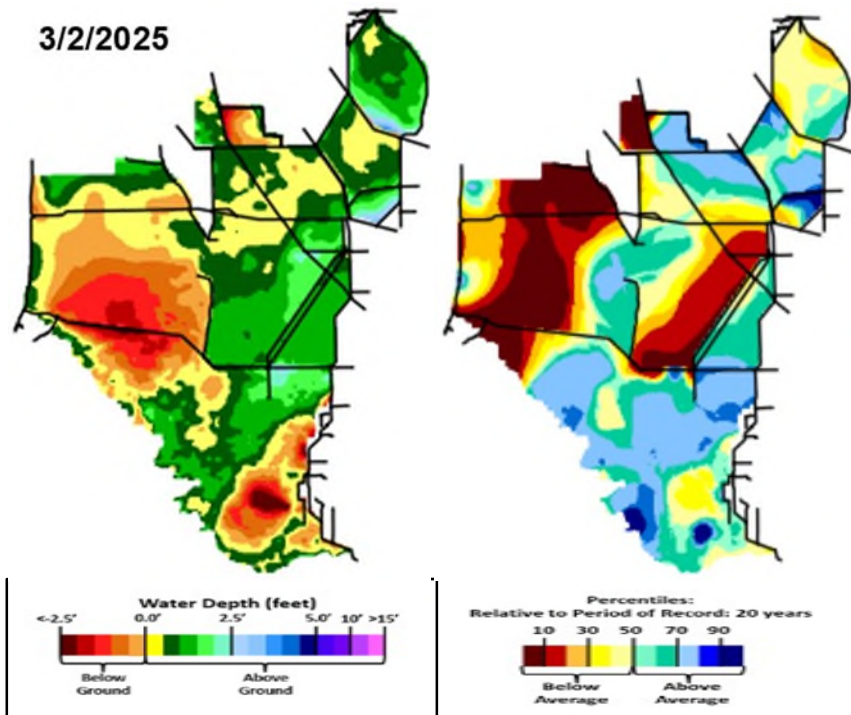 3/2/2025
Water Depth (feet)
<-2.5' 0.0' 2.5' 5.0' 10' >15'
Below Ground
Above Ground
Percentiles:
Relative to Period of Record: 20 years
10 30 50 70 90
Below Average
Above Average